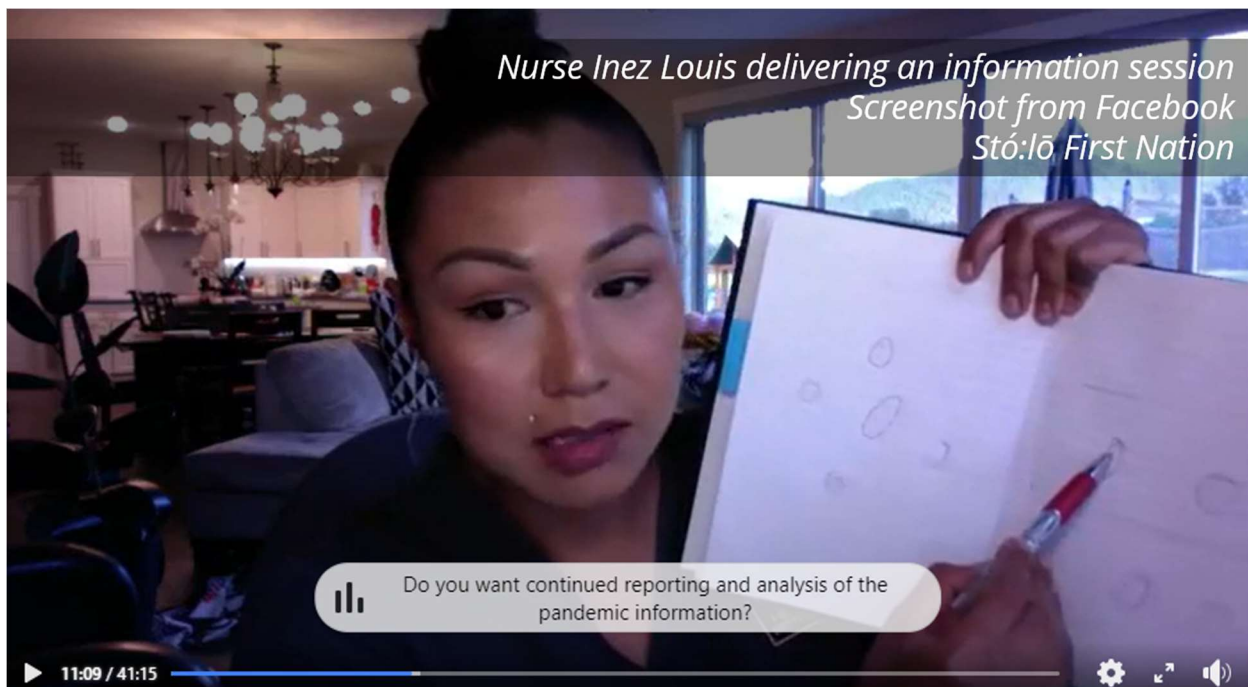 Nurse Inez Louis delivering an information session
Screenshot from Facebook
Stó:lō First Nation
Do you want continued reporting and analysis of the
pandemic information?
11:09 / 41:15